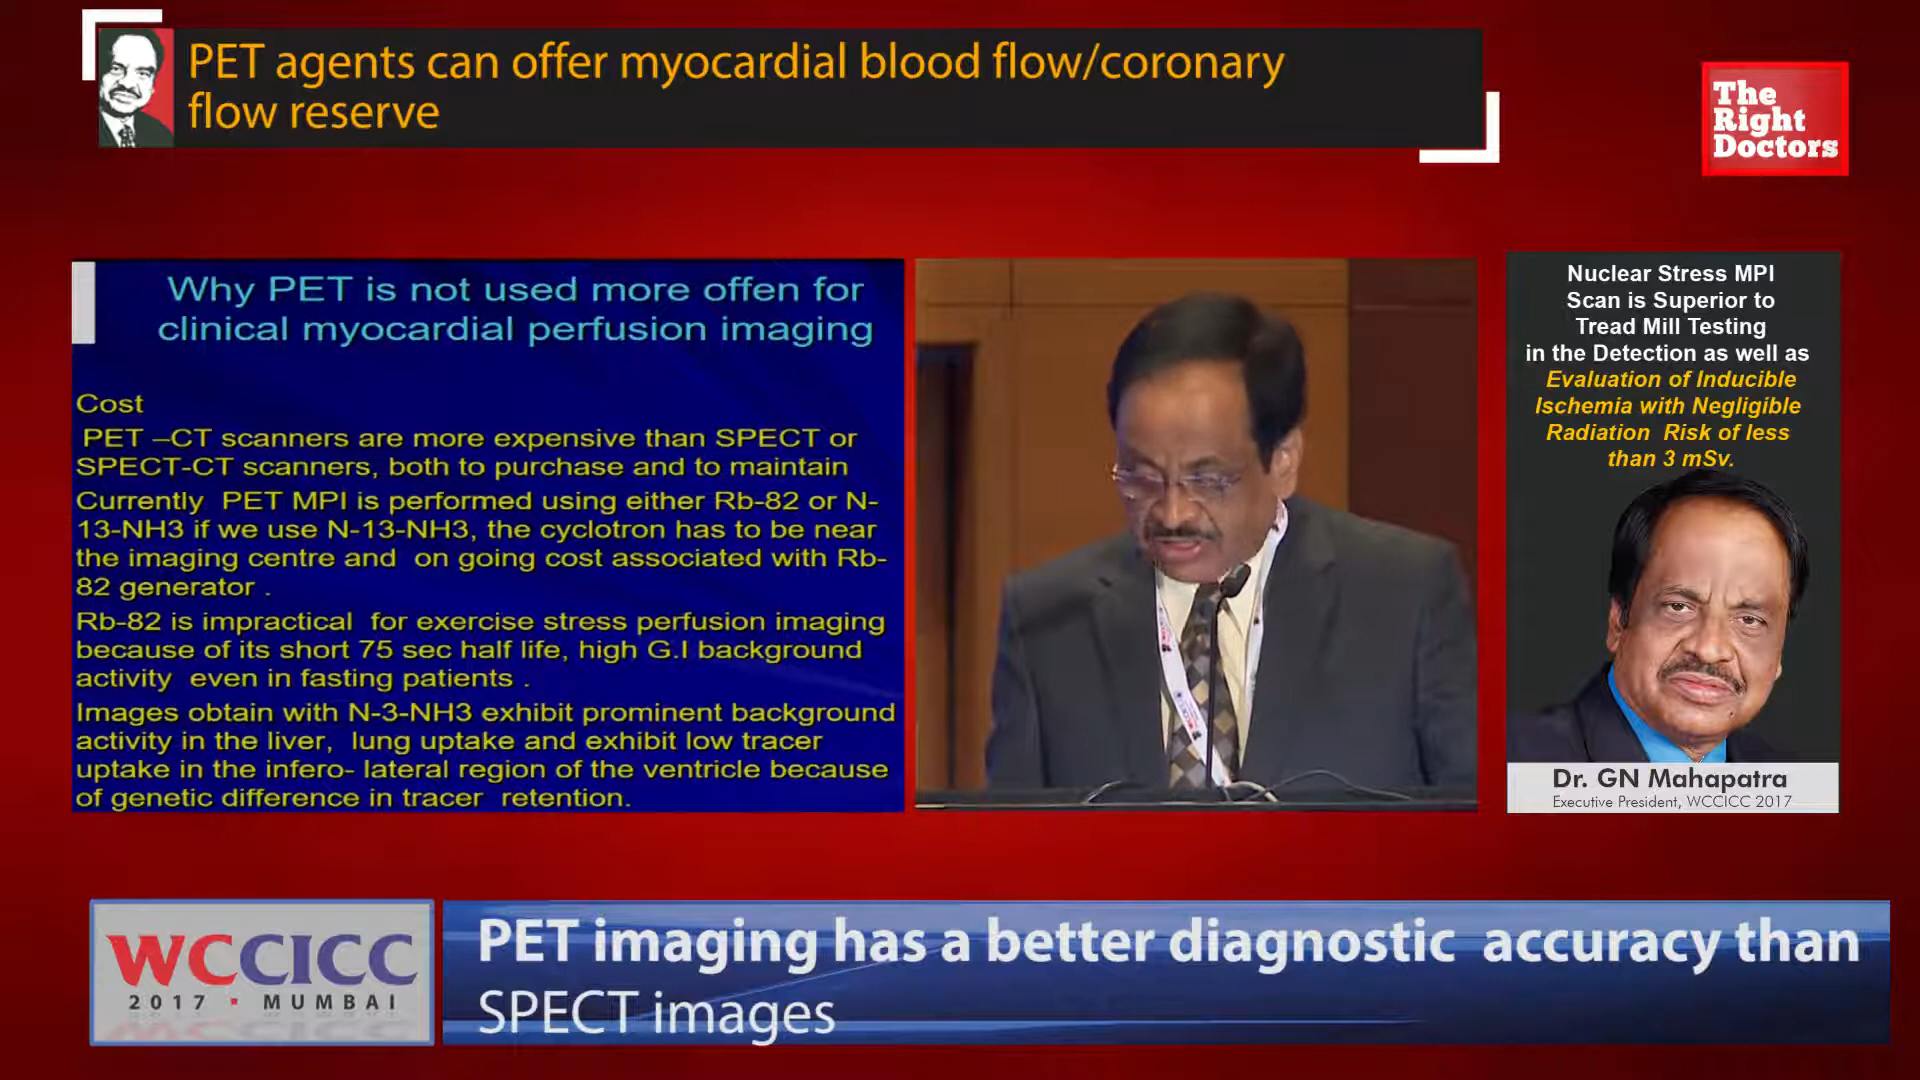 PET agents can offer myocardial blood flow/coronary
flow reserve
The
Right
Doctors
Why PET is not used more offen for
clinical myocardial perfusion imaging
Cost
PET –CT scanners are more expensive than SPECT or
SPECT-CT scanners, both to purchase and to maintain
Currently PET MPI is performed using either Rb-82 or N-
13-NH3 if we use N-13-NH3, the cyclotron has to be near
the imaging centre and on going cost associated with Rb-
82 generator .
Rb-82 is impractical for exercise stress perfusion imaging
because of its short 75 sec half life, high G.I background
activity even in fasting patients .
Images obtain with N-3-NH3 exhibit prominent background
activity in the liver, lung uptake and exhibit low tracer
uptake in the infero- lateral region of the ventricle because
of genetic difference in tracer retention.
Nuclear Stress MPI
Scan is Superior to
Tread Mill Testing
in the Detection as well as
Evaluation of Inducible
Ischemia with Negligible
Radiation Risk of less
than 3 mSv.
Dr. GN Mahapatra
Executive President, WCCICC 2017
WCCICC
2017 • MUMBAI
PET imaging has a better diagnostic accuracy than
SPECT images